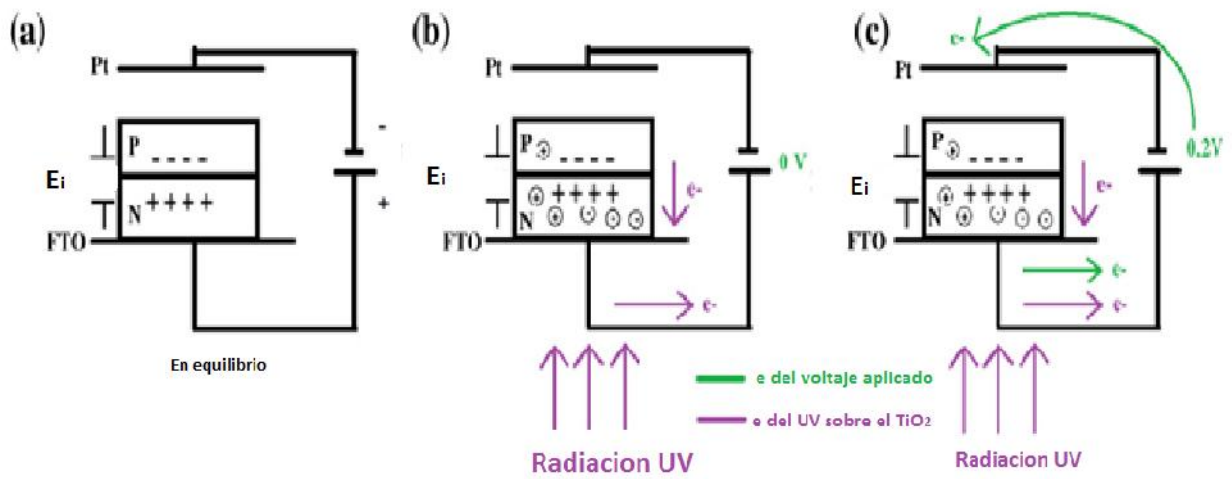 (a)
Pt
P
- - - -
Ei
N
+ + + +
FTO
-
+
En equilibrio
(b)
Pt
P
+
- - - -
Ei
N
+ + + +
FTO
e-
0 V
e-
Radiacion UV
e del voltaje aplicado
e del UV sobre el TiO2
(c)
e-
Pt
P
+
- - - -
Ei
N
+ + + +
FTO
e-
0.2V
e-
e-
Radiacion UV